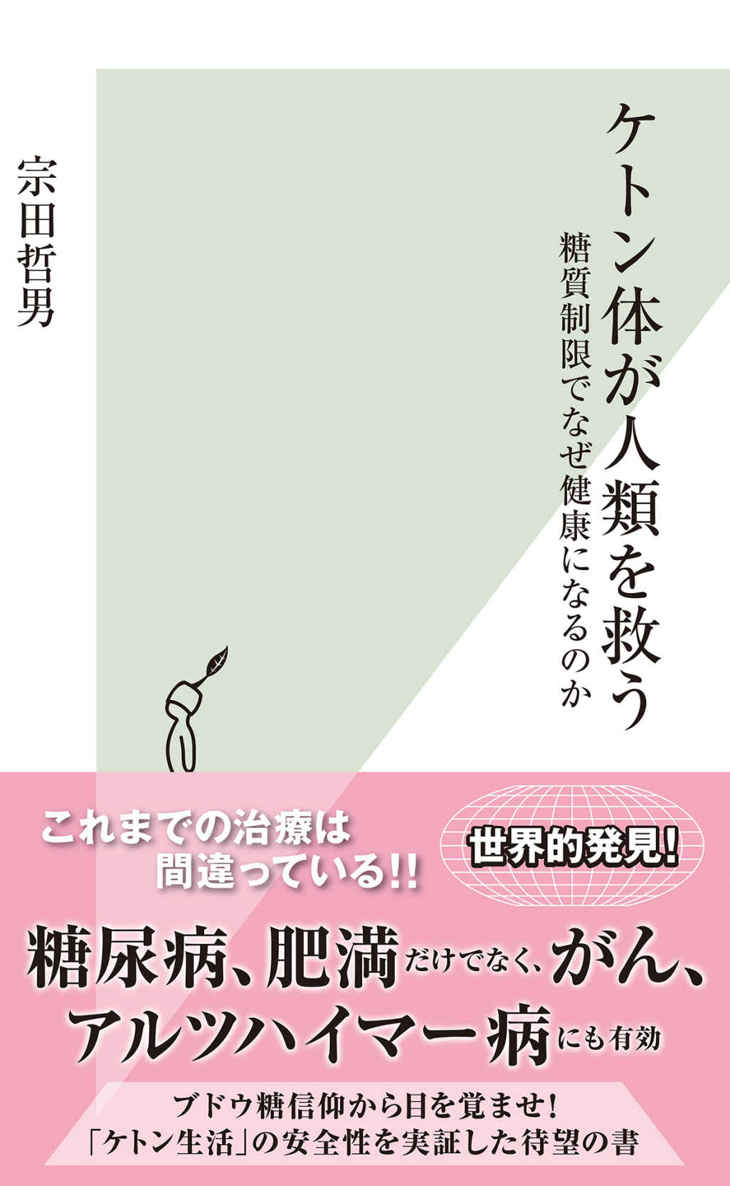 ケトン体が人類を救う
糖質制限でなぜ健康になるのか
宗田哲男
これまでの治療は
間違っている!!
世界的発見!
糖尿病、肥満だけでなく、がん、
アルツハイマー病にも有効
ブドウ糖信仰から目を覚ませ!
「ケトン生活」の安全性を実証した待望の書